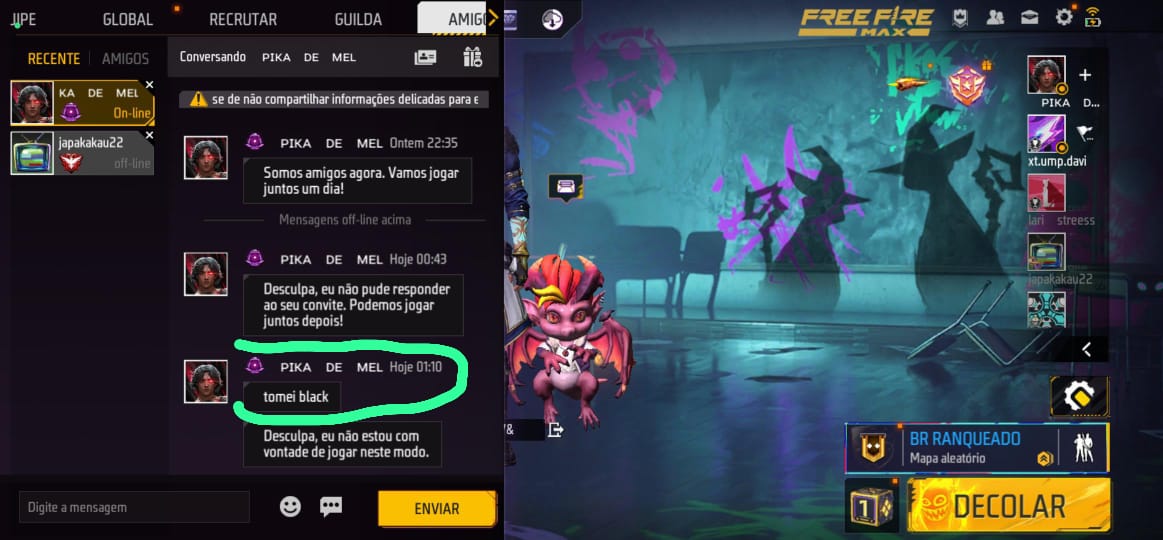 GLOBAL
RECRUTAR
GUILDA
RECENTE
AMIGOS
Conversando PIKA DE MEL
KA DE MEL
On-line
japakakau22
off-line
se de não compartilhar informações delicadas para e
PIKA DE MEL Ontem 22:35
Somos amigos agora. Vamos jogar
juntos um dia!
Mensagens off-line acima
PIKA DE MEL Hoje 00:43
Desculpa, eu não pude responder
ao seu convite. Podemos jogar
juntos depois!
PIKA DE MEL Hoje 01:10
tomei black
Desculpa, eu não estou com
vontade de jogar neste modo.
Digite a mensagem
ENVIAR
FREE FIRE
MAX
PIKA D...
xt.ump.davi
lari streess
japakakau22
BR RANQUEADO
Mapa aleatório
1
DECOLAR